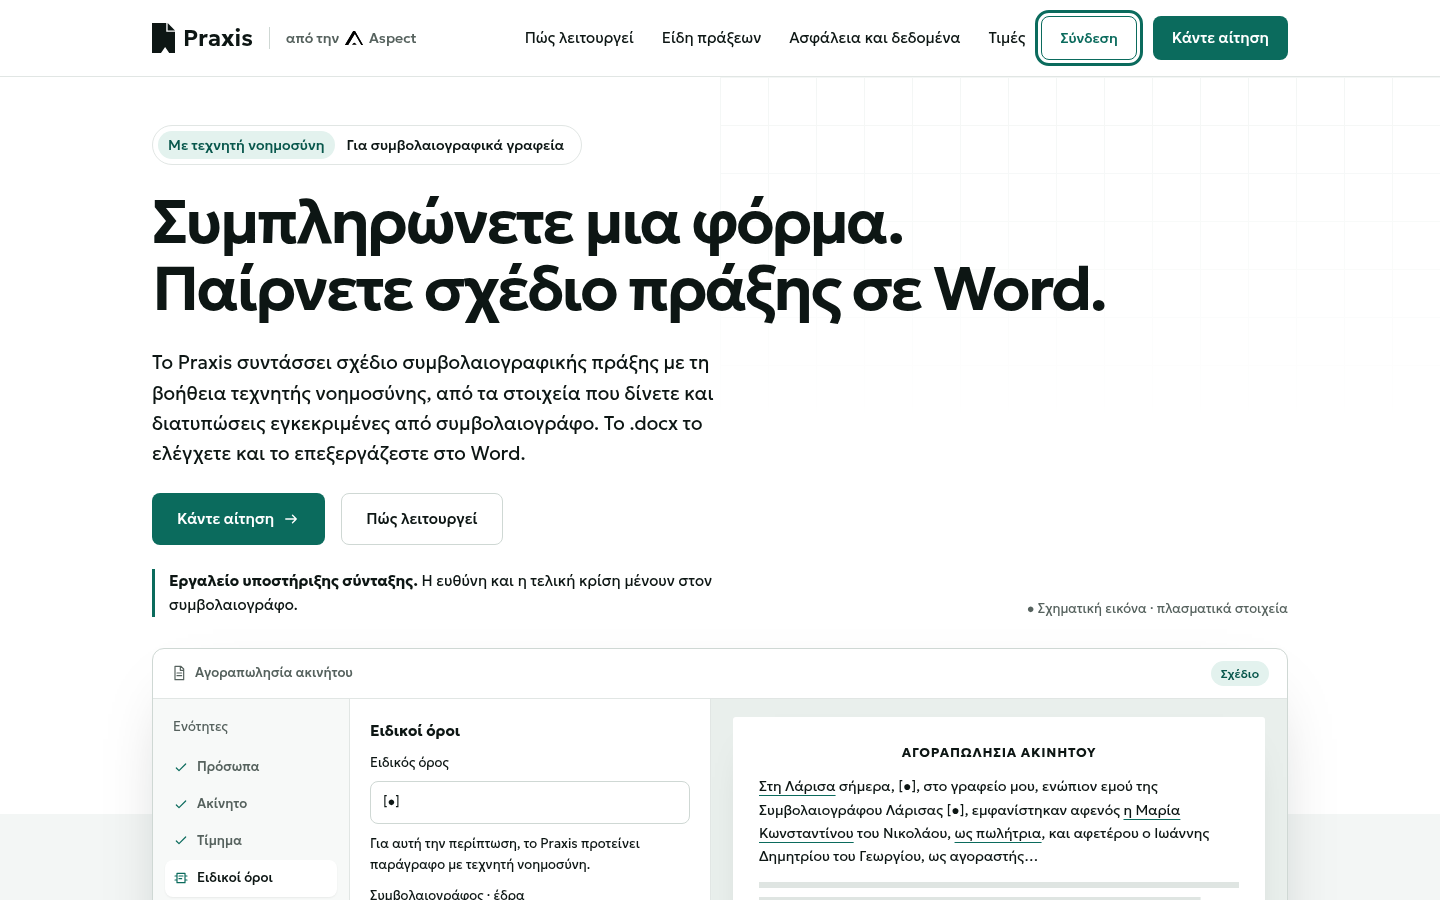 Praxis
από την Aspect
Πώς λειτουργεί
Είδη πράξεων
Ασφάλεια και δεδομένα
Τιμές
Σύνδεση
Κάντε αίτηση
Με τεχνητή νοημοσύνη
Για συμβολαιογραφικά γραφεία
Συμπληρώνετε μια φόρμα.
Παίρνετε σχέδιο πράξης σε Word.
Το Praxis συντάσσει σχέδιο συμβολαιογραφικής πράξης με τη
βοήθεια τεχνητής νοημοσύνης, από τα στοιχεία που δίνετε και
διατυπώσεις εγκεκριμένες από συμβολαιογράφο. Το .docx το
ελέγχετε και το επεξεργάζεστε στο Word.
Κάντε αίτηση →
Πώς λειτουργεί
Εργαλείο υποστήριξης σύνταξης. Η ευθύνη και η τελική κρίση μένουν στον
συμβολαιογράφο.
● Σχηματική εικόνα · πλασματικά στοιχεία
Αγοραπωλησία ακινήτου
Σχέδιο
Ενότητες
Πρόσωπα
Ακίνητο
Τίμημα
Ειδικοί όροι
Ειδικοί όροι
Ειδικός όρος
[●]
Για αυτή την περίπτωση, το Praxis προτείνει
παράγραφο με τεχνητή νοημοσύνη.
Συμβολαιογράφος · έδρα
ΑΓΟΡΑΠΩΛΗΣΙΑ ΑΚΙΝΗΤΟΥ
Στη Λάρισα σήμερα, [●], στο γραφείο μου, ενώπιον εμού της
Συμβολαιογράφου Λάρισας [●], εμφανίστηκαν αφενός η Μαρία
Κωνσταντίνου του Νικολάου, ως πωλήτρια, και αφετέρου ο Ιωάννης
Δημητρίου του Γεωργίου, ως αγοραστής…